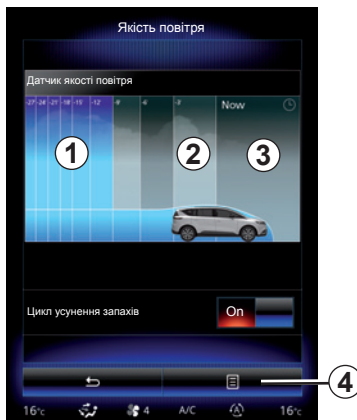 Якість повітря
Датчик якості повітря
-27' -24' -21' -18' -15' -12' -9' -6' -3' Now
1 2 3
Цикл усунення запахів On
4
16°C 4 A/C A 16°C